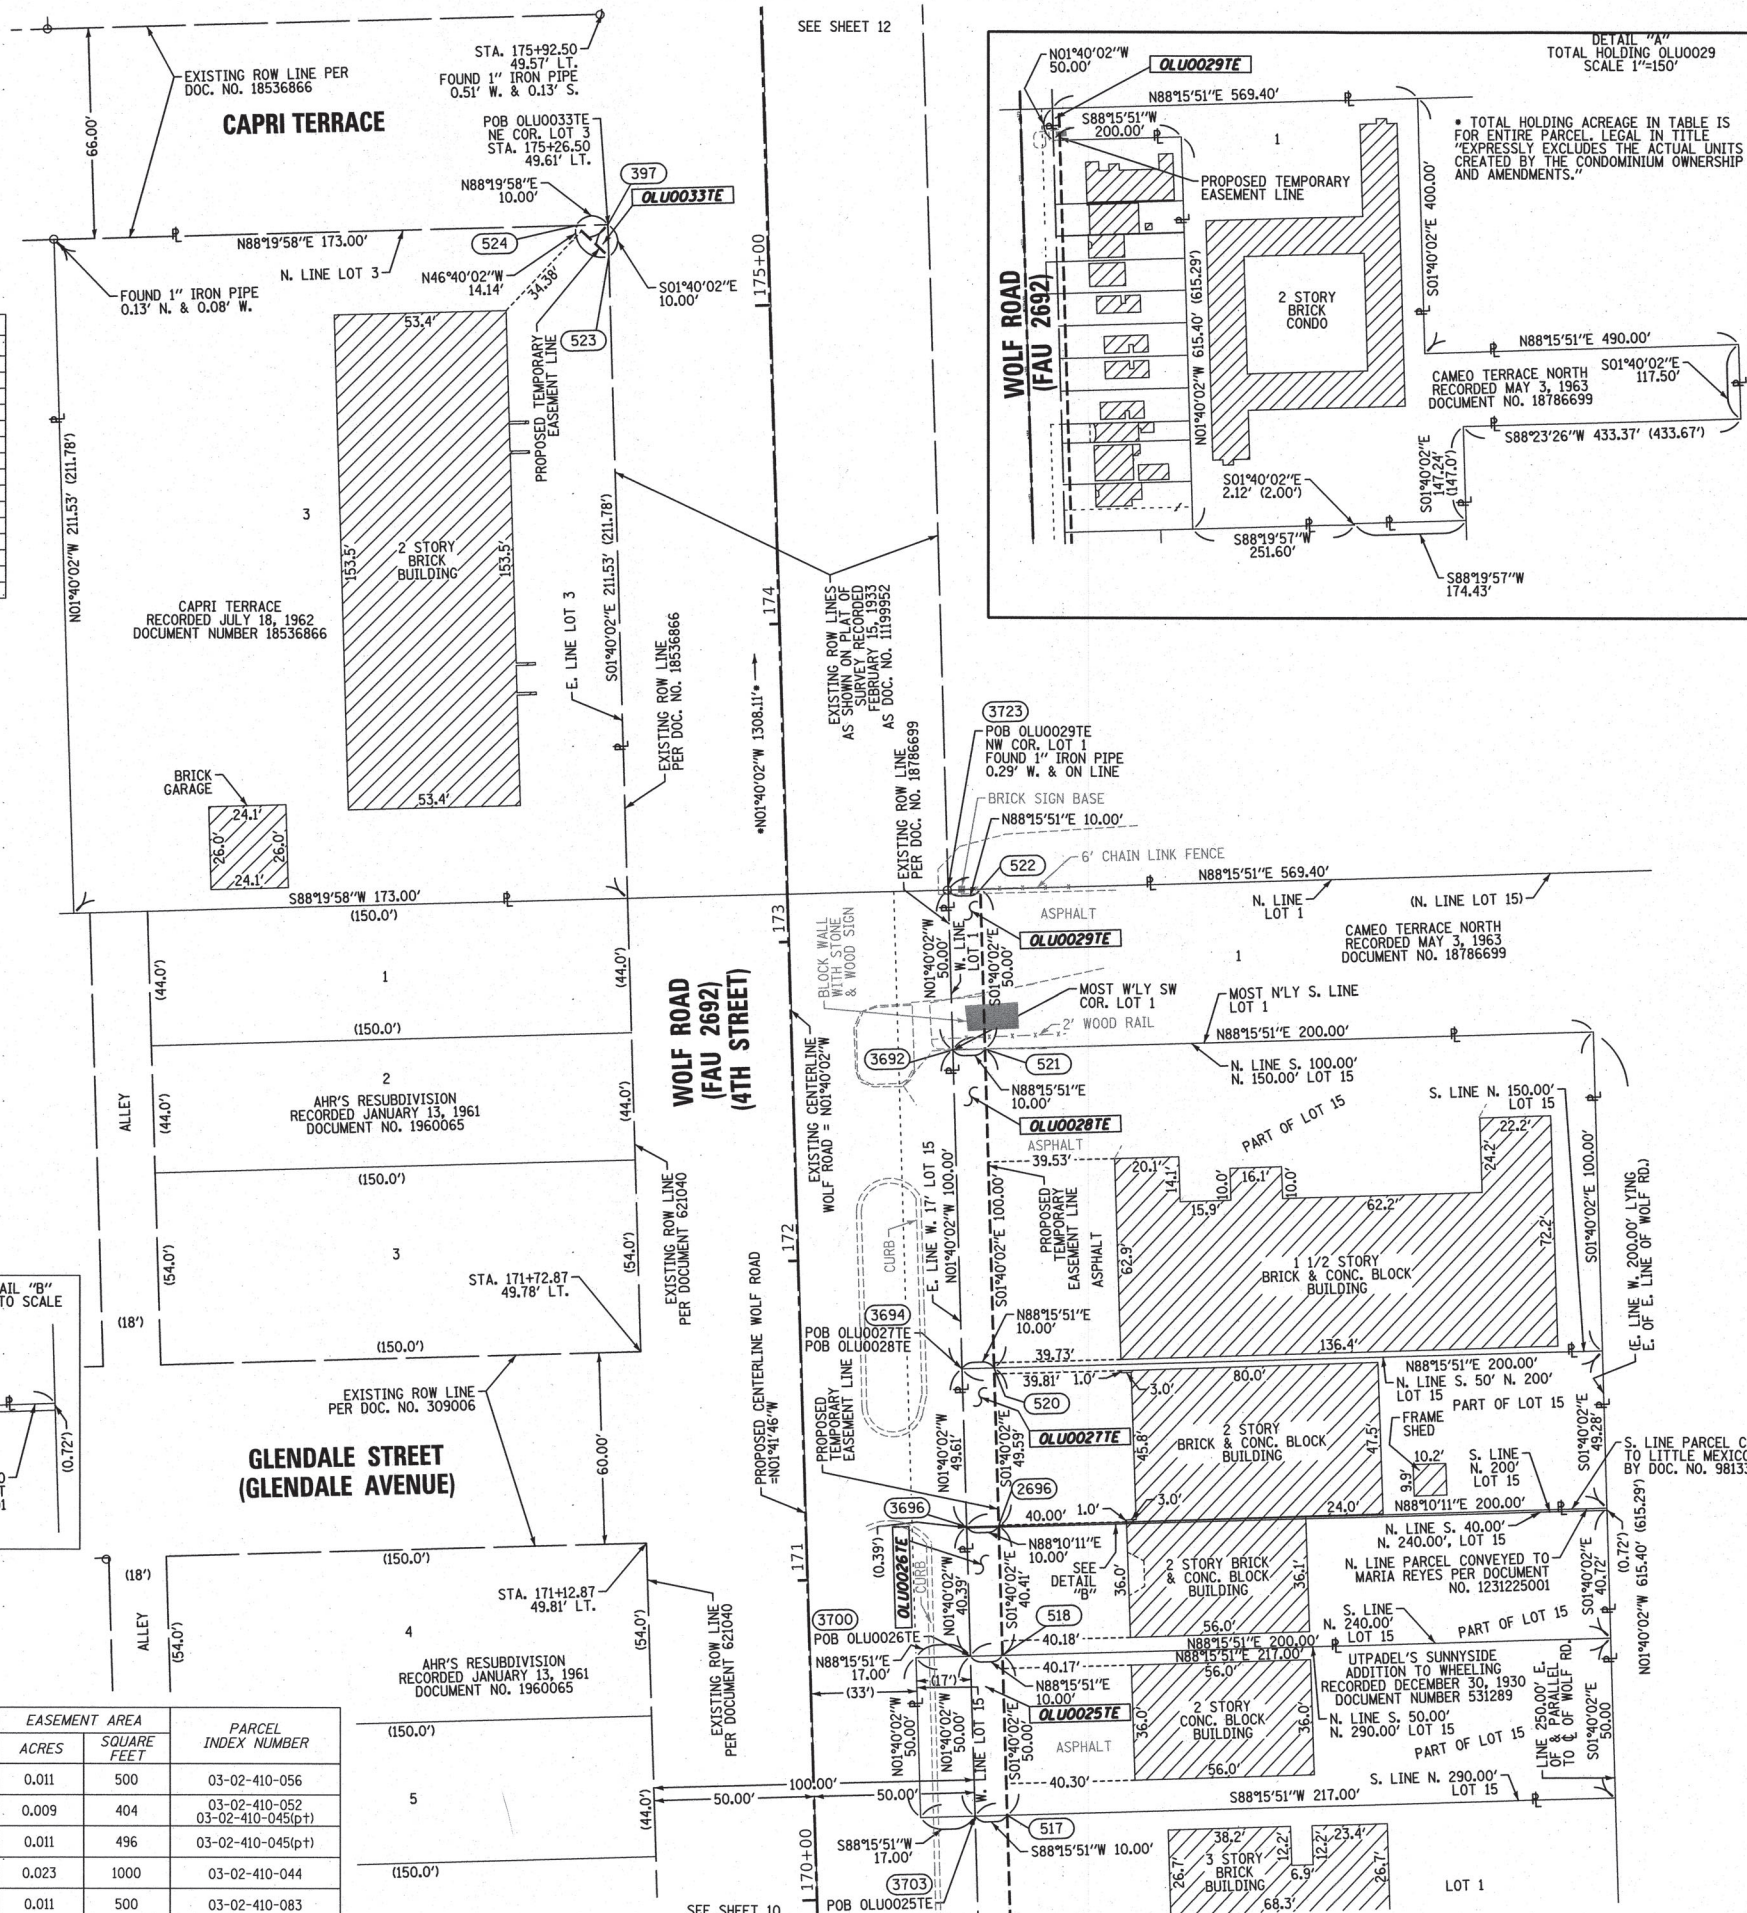 SEE SHEET 12
66.00'
EXISTING ROW LINE PER
DOC. NO. 18536866
CAPRI TERRACE
STA. 175+92.50
49.57' LT.
FOUND 1" IRON PIPE
0.51' W. & 0.13' S.
POB OLU0033TE
NE COR. LOT 3
STA. 175+26.50
49.61' LT.
N88°19'58"E
10.00'
397
OLU0033TE
524
N88°19'58"E 173.00'
N. LINE LOT 3
N46°40'02"W
14.14'
34.38'
S01°40'02"E
10.00'
523
FOUND 1" IRON PIPE
0.13' N. & 0.08' W.
PROPOSED TEMPORARY
EASEMENT LINE
53.4'
153.5'
2 STORY
BRICK
BUILDING
153.5'
53.4'
3
N01°40'02"W 211.53' (211.78')
CAPRI TERRACE
RECORDED JULY 18, 1962
DOCUMENT NUMBER 18536866
S01°40'02"E 211.53' (211.78')
E. LINE LOT 3
EXISTING ROW LINE
PER DOC. NO. 18536866
BRICK
GARAGE
24.1'
26.0'
26.0'
24.1'
S88°19'58"W 173.00'
(150.0')
175+00
174
173
172
171
170+00
*N01°40'02"W 1308.11'*
EXISTING ROW LINES
AS SHOWN ON PLAT OF
SURVEY RECORDED
FEBRUARY 15, 1933
AS DOC. NO. 11199952
EXISTING ROW LINE
PER DOC. NO. 18786699
DETAIL "A"
TOTAL HOLDING OLU0029
SCALE 1"=150'
N01°40'02"W
50.00'
OLU0029TE
N88°15'51"E 569.40'
S88°15'51"W
200.00'
1
* TOTAL HOLDING ACREAGE IN TABLE IS
FOR ENTIRE PARCEL. LEGAL IN TITLE
"EXPRESSLY EXCLUDES THE ACTUAL UNITS
CREATED BY THE CONDOMINIUM OWNERSHIP
AND AMENDMENTS."
PROPOSED TEMPORARY
EASEMENT LINE
WOLF ROAD
(FAU 2692)
N01°40'02"W 615.40' (615.29')
2 STORY
BRICK
CONDO
S01°40'02"E 400.00'
N88°15'51"E 490.00'
S01°40'02"E
117.50'
CAMEO TERRACE NORTH
RECORDED MAY 3, 1963
DOCUMENT NO. 18786699
S88°23'26"W 433.37' (433.67')
S01°40'02"E
147.24'
(147.0')
S01°40'02"E
2.12' (2.00')
S88°19'57"W
251.60'
S88°19'57"W
174.43'
3723
POB OLU0029TE
NW COR. LOT 1
FOUND 1" IRON PIPE
0.29' W. & ON LINE
BRICK SIGN BASE
N88°15'51"E 10.00'
522
6' CHAIN LINK FENCE
N88°15'51"E 569.40'
N. LINE
LOT 1
(N. LINE LOT 15)
ASPHALT
OLU0029TE
CAMEO TERRACE NORTH
RECORDED MAY 3, 1963
DOCUMENT NO. 18786699
1
BLOCK WALL
WITH STONE
& WOOD SIGN
N01°40'02"W
50.00'
W. LINE
LOT 1
S01°40'02"E
50.00'
MOST W'LY SW
COR. LOT 1
2' WOOD RAIL
MOST N'LY S. LINE
LOT 1
N88°15'51"E 200.00'
3692
521
N88°15'51"E
10.00'
N. LINE S. 100.00'
N. 150.00' LOT 15
OLU0028TE
ASPHALT
PART OF LOT 15
S. LINE N. 150.00'
LOT 15
39.53'
20.1'
14.1'
10.0'
16.1'
10.0'
15.9'
62.2'
24.2'
22.2'
72.2'
62.9'
1 1/2 STORY
BRICK & CONC. BLOCK
BUILDING
136.4'
S01°40'02"E 100.00'
(E. LINE W. 200.00' LYING
E. OF E. LINE OF WOLF RD.)
E. LINE W. 17' LOT 15
N01°40'02"W 100.00'
S01°40'02"E 100.00'
PROPOSED
TEMPORARY
EASEMENT LINE
ASPHALT
CURB
WOLF ROAD
(FAU 2692)
(4TH STREET)
EXISTING CENTERLINE
WOLF ROAD = N01°40'02"W
PROPOSED CENTERLINE WOLF ROAD
=N01°41'46"W
(44.0')
1
(44.0')
(150.0')
ALLEY
(44.0')
2
AHR'S RESUBDIVISION
RECORDED JANUARY 13, 1961
DOCUMENT NO. 1960065
(44.0')
(150.0')
EXISTING ROW LINE
PER DOCUMENT 621040
(54.0')
3
(54.0')
STA. 171+72.87
49.78' LT.
(18')
(150.0')
AIL "B"
TO SCALE
(0.72')
EXISTING ROW LINE
PER DOC. NO. 309006
GLENDALE STREET
(GLENDALE AVENUE)
60.00'
3694
POB OLU0027TE
POB OLU0028TE
N88°15'51"E
10.00'
39.73'
39.81'
1.0'
3.0'
80.0'
N88°15'51"E 200.00'
N. LINE S. 50' N. 200'
LOT 15
PART OF LOT 15
520
OLU0027TE
PROPOSED
TEMPORARY
EASEMENT LINE
N01°40'02"W
49.61'
S01°40'02"E
49.59'
45.8'
2 STORY
BRICK & CONC. BLOCK
BUILDING
47.5'
FRAME
SHED
10.2'
9.9'
S. LINE
N. 200'
LOT 15
S01°40'02"E
49.28'
S. LINE PARCEL C
TO LITTLE MEXICO
BY DOC. NO. 98133
3696
2696
40.00'
1.0'
3.0'
24.0'
N88°10'11"E 200.00'
(0.39')
N88°10'11"E
10.00'
OLU0026TE
CURB
SEE
DETAIL
"B"
36.0'
2 STORY BRICK
& CONC. BLOCK
BUILDING
36.1'
N. LINE S. 40.00'
N. 240.00', LOT 15
N. LINE PARCEL CONVEYED TO
MARIA REYES PER DOCUMENT
NO. 1231225001
(0.72')
S01°40'02"E
40.72'
N01°40'02"W 615.40' (615.29')
N01°40'02"W
40.39'
S01°40'02"E
40.41'
(150.0')
(18')
ALLEY
STA. 171+12.87
49.81' LT.
(54.0')
4
(54.0')
AHR'S RESUBDIVISION
RECORDED JANUARY 13, 1961
DOCUMENT NO. 1960065
EXISTING ROW LINE
PER DOCUMENT 621040
(150.0')
5
(44.0')
(150.0')
3700
POB OLU0026TE
518
56.0'
40.18'
N88°15'51"E 200.00'
S. LINE
N. 240.00'
LOT 15
PART OF LOT 15
N88°15'51"E
17.00'
N88°15'51"E 217.00'
40.17'
56.0'
(33')
(17')
N88°15'51"E
10.00'
OLU0025TE
UTPADEL'S SUNNYSIDE
ADDITION TO WHEELING
RECORDED DECEMBER 30, 1930
DOCUMENT NUMBER 531289
N. LINE S. 50.00'
N. 290.00' LOT 15
PART OF LOT 15
LINE 250.00' E.
OF & PARALLEL
TO ℄ OF WOLF RD.
S01°40'02"E
50.00
N01°40'02"W
50.00'
N01°40'02"W
50.00'
W. LINE LOT 15
S01°40'02"E
50.00'
ASPHALT
36.0'
2 STORY
CONC. BLOCK
BUILDING
36.0'
56.0'
40.30'
100.00'
50.00'
50.00'
S. LINE N. 290.00'
LOT 15
S88°15'51"W 217.00'
517
S88°15'51"W
17.00'
S88°15'51"W 10.00'
3703
POB OLU0025TE
38.2'
12.2'
12.2'
23.4'
26.7'
3 STORY
BRICK
BUILDING
6.9'
26.7'
68.3'
LOT 1
SEE SHEET 10
EASEMENT AREA
PARCEL
INDEX NUMBER
ACRES
SQUARE
FEET
0.011 500 03-02-410-056
0.009 404 03-02-410-052
03-02-410-045(pt)
0.011 496 03-02-410-045(pt)
0.023 1000 03-02-410-044
0.011 500 03-02-410-083